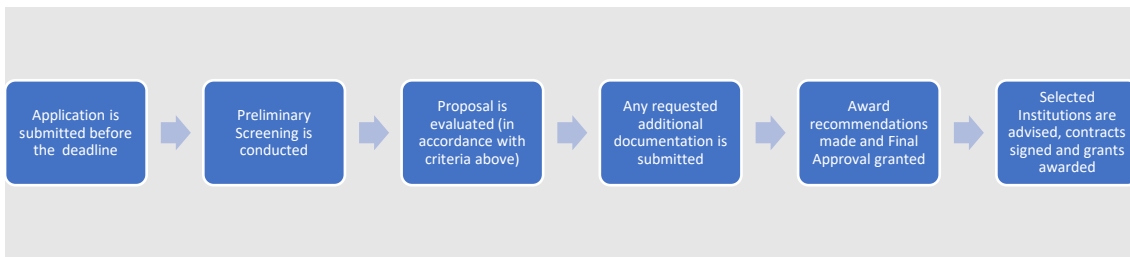 Application is
submitted before
the deadline
Preliminary
Screening is
conducted
Proposal is
evaluated (in
accordance with
criteria above)
Any requested
additional
documentation is
submitted
Award
recommendations
made and Final
Approval granted
Selected
Institutions are
advised, contracts
signed and grants
awarded